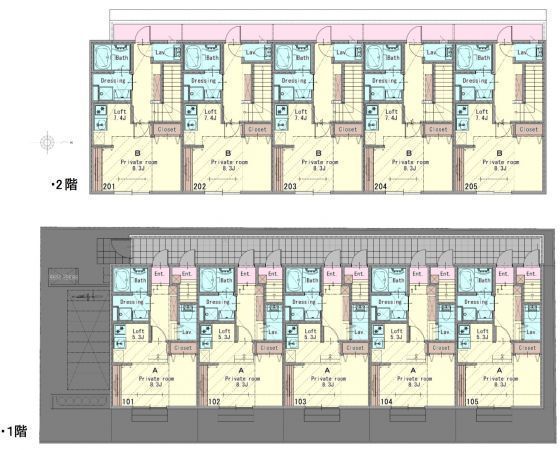 Bath Lav. Bath Lav. Bath Lav. Bath Lav. Bath Lav.
Dressing Dressing Dressing Dressing Dressing
Loft Loft Loft Loft Loft
7.4J 7.4J 7.4J 7.4J 7.4J
Closet Closet Closet Closet Closet
B B B B B
Private room Private room Private room Private room Private room
8.3J 8.3J 8.3J 8.3J 8.3J
201 202 203 204 205
・2階
Ent. Ent. Ent. Ent. Ent. Ent. Ent. Ent. Ent. Ent.
Bath Bath Bath Bath Bath
Dressing Dressing Dressing Dressing Dressing
Loft Lav. Loft Lav. Loft Lav. Loft Lav. Loft Lav.
5.3J 5.3J 5.3J 5.3J 5.3J
Closet Closet Closet Closet Closet
A A A A A
Private room Private room Private room Private room Private room
8.3J 8.3J 8.3J 8.3J 8.3J
101 102 103 104 105
・1階